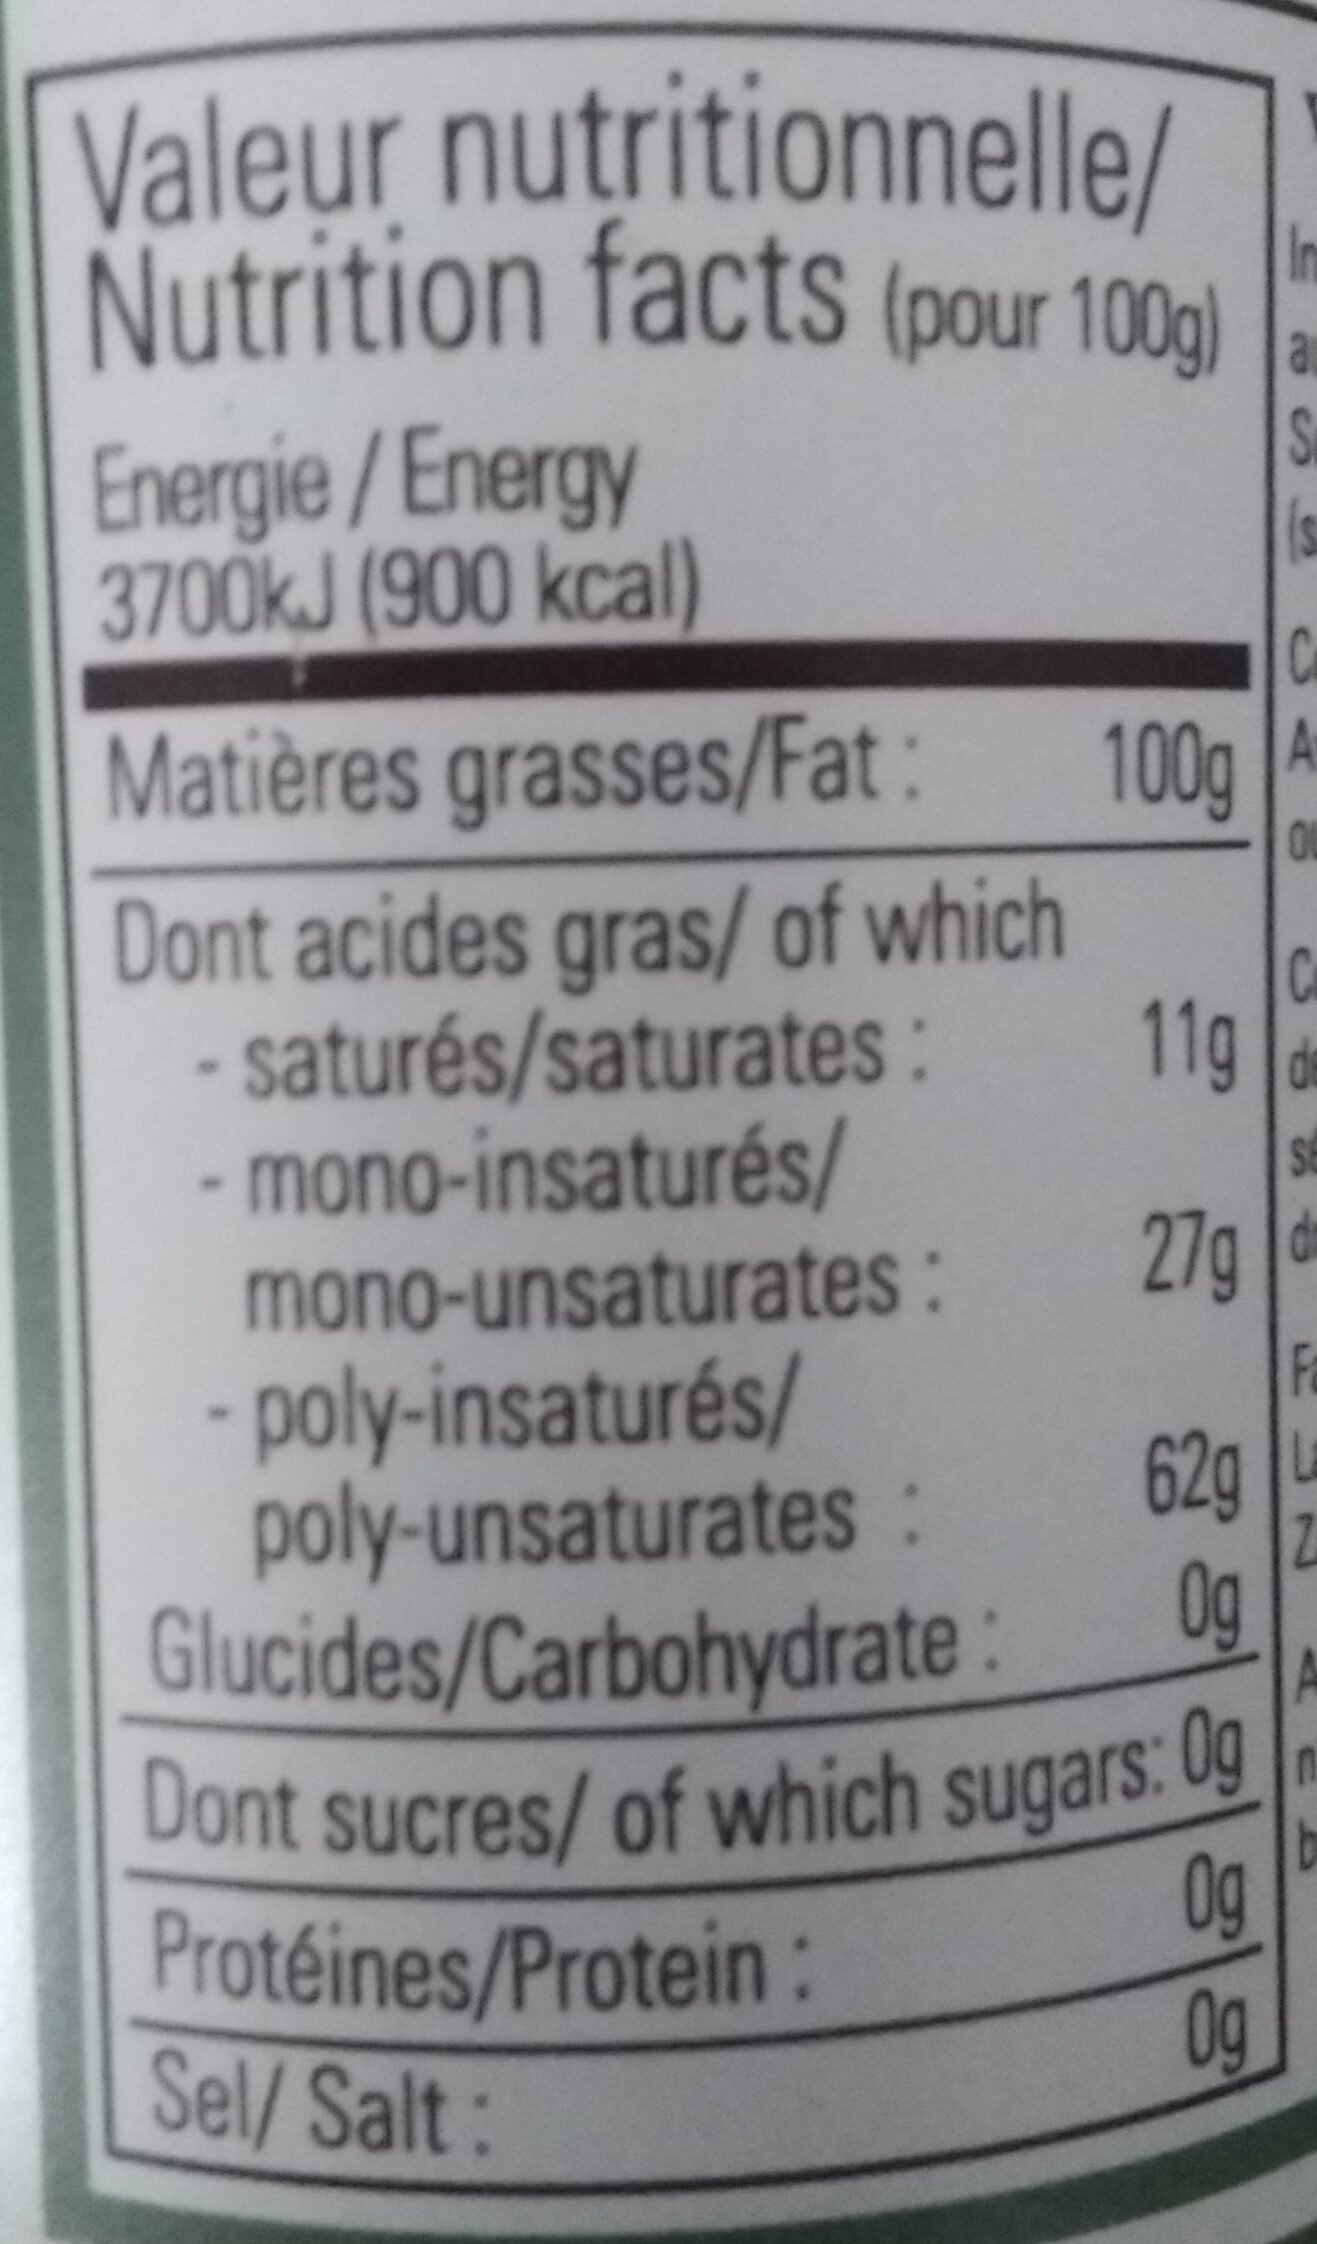 Valeur nutritionnelle/
Nutrition facts (pour 100g)
Energie / Energy
3700kJ (900 kcal)
Matières grasses/Fat : 100g
Dont acides gras/ of which
- saturés/saturates : 11g
- mono-insaturés/
mono-unsaturates : 27g
- poly-insaturés/
poly-unsaturates : 62g
Glucides/Carbohydrate : 0g
Dont sucres/ of which sugars: 0g
Protéines/Protein : 0g
Sel/ Salt : 0g